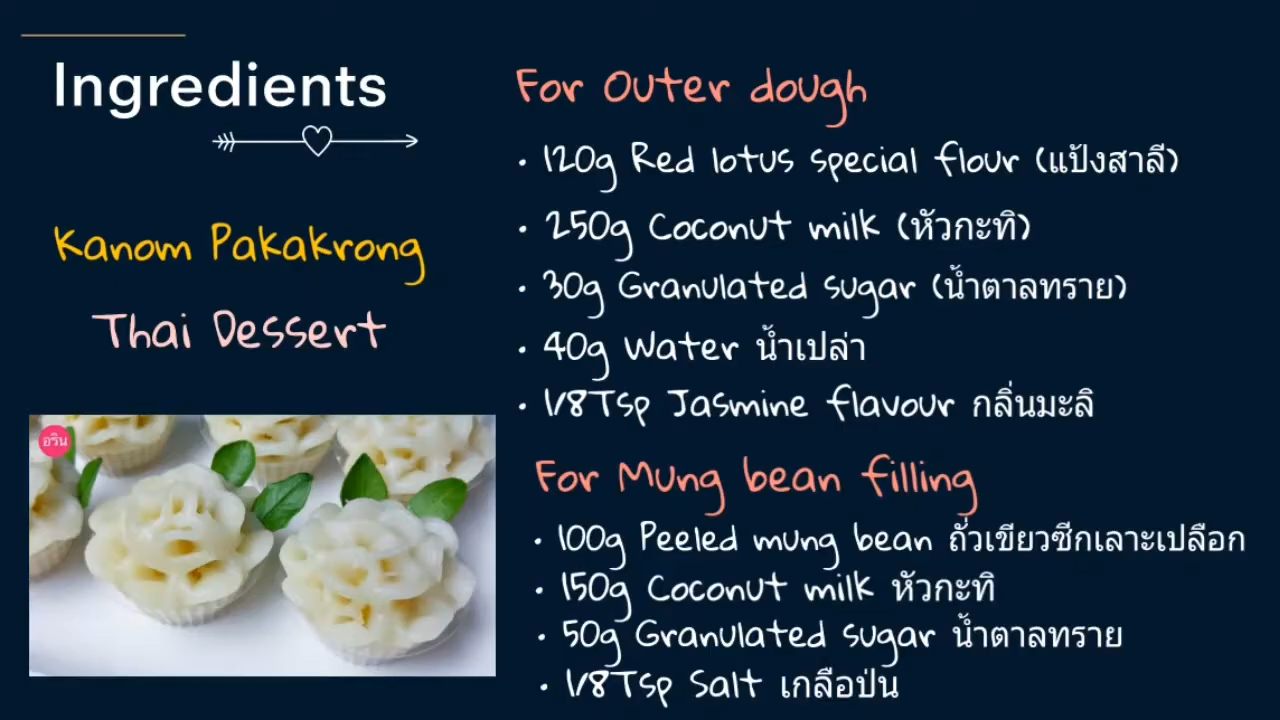 Ingredients
Kanom Pakakrong
Thai Dessert
อริน
For Outer dough
• 120g Red lotus special flour (แป้งสาลี)
• 250g Coconut milk (หัวกะทิ)
• 30g Granulated sugar (น้ำตาลทราย)
• 40g Water น้ำเปล่า
• 1/8Tsp Jasmine flavour กลิ่นมะลิ
For Mung bean filling
• 100g Peeled mung bean ถั่วเขียวซีกเลาะเปลือก
• 150g Coconut milk หัวกะทิ
• 50g Granulated sugar น้ำตาลทราย
• 1/8Tsp Salt เกลือป่น